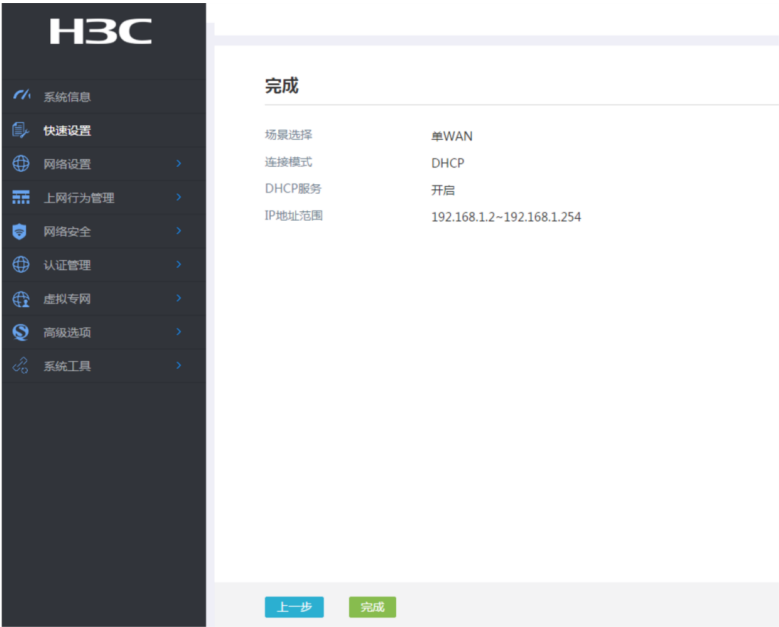 H3C
系统信息
快速设置
网络设置
上网行为管理
网络安全
认证管理
虚拟专网
高级选项
系统工具
完成
场景选择 单WAN
连接模式 DHCP
DHCP服务 开启
IP地址范围 192.168.1.2~192.168.1.254
上一步 完成